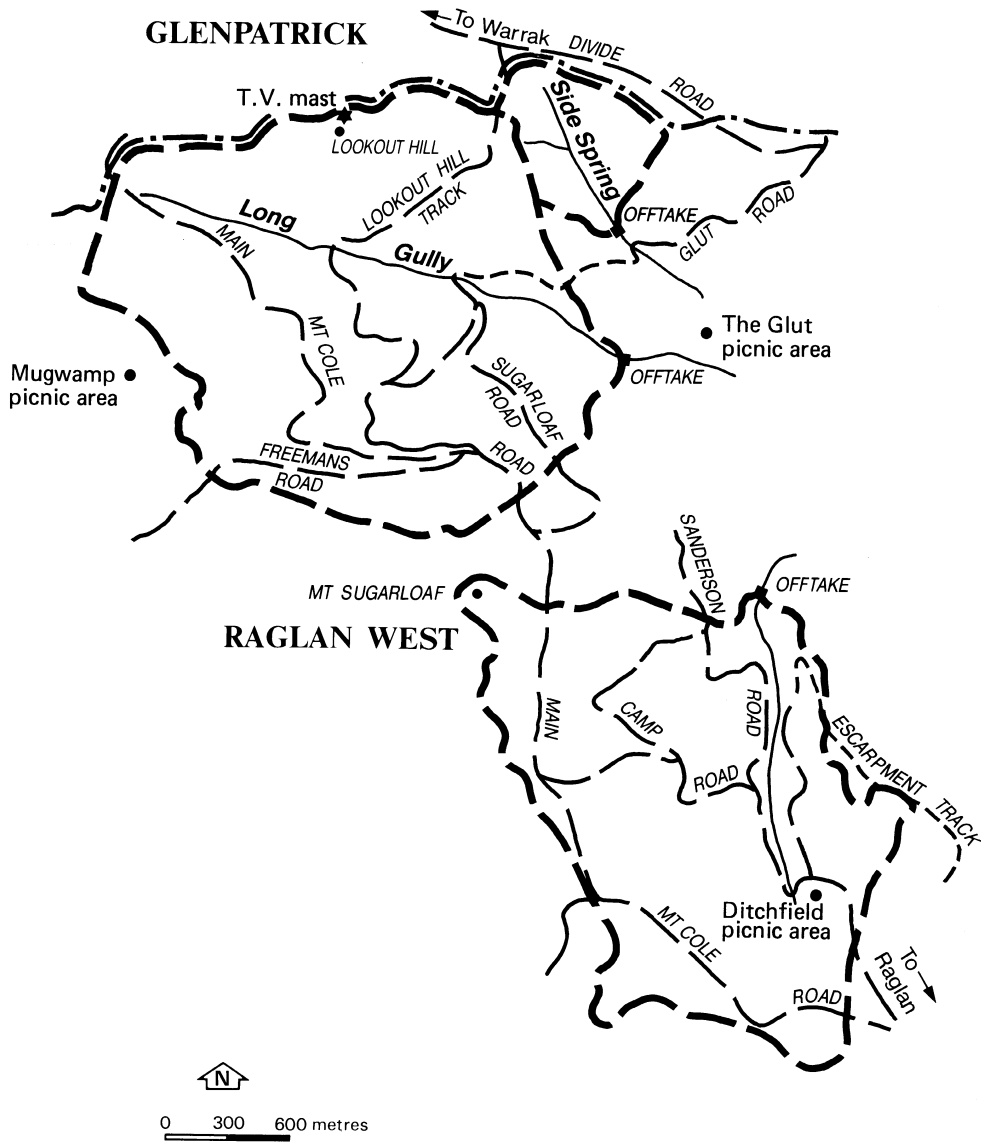 GLENPATRICK
To Warrak
DIVIDE
ROAD
T.V. mast
LOOKOUT HILL
Side Spring
LOOKOUT HILL
TRACK
OFFTAKE
GLUT
ROAD
Long
Gully
MAIN
MT COLE
The Glut
picnic area
OFFTAKE
Mugwamp
picnic area
SUGARLOAF
ROAD
FREEMANS
ROAD
ROAD
SANDERSON
OFFTAKE
MT SUGARLOAF
RAGLAN WEST
MAIN
CAMP
ROAD
ROAD
ESCARPMENT TRACK
Ditchfield
picnic area
MT COLE
ROAD
To
Raglan
N
0 300 600 metres